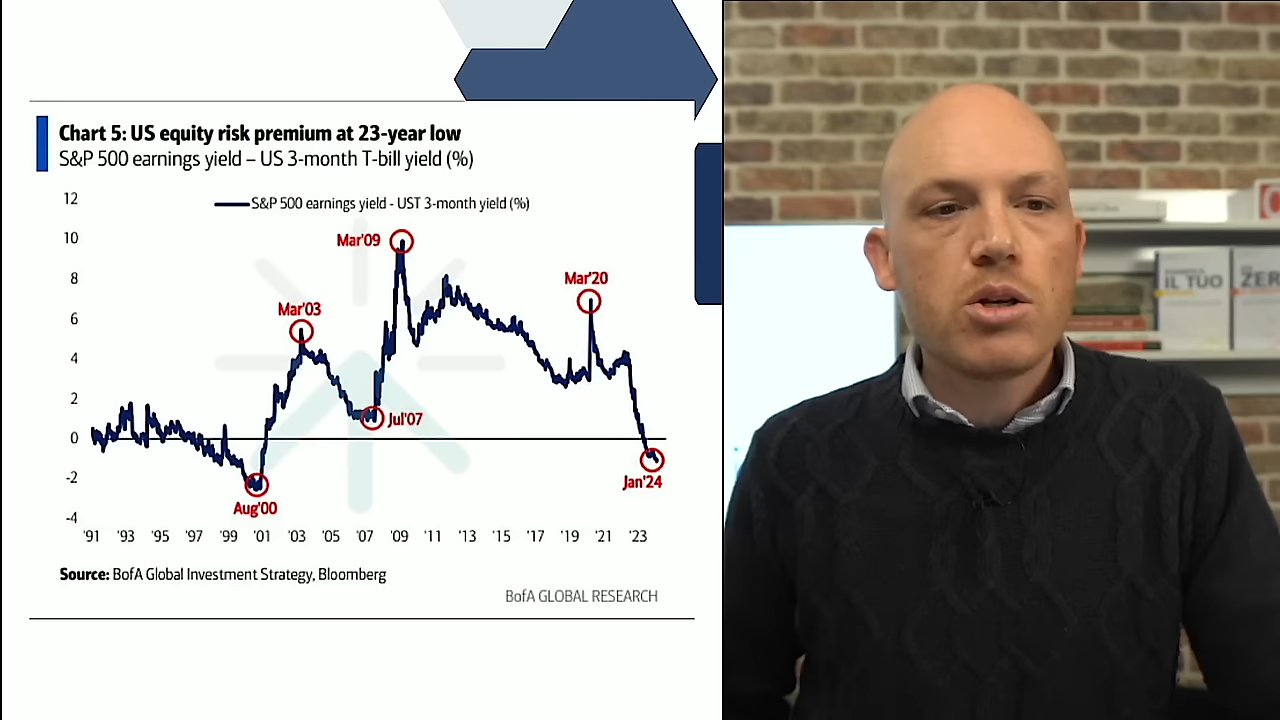 Chart 5: US equity risk premium at 23-year low
S&P 500 earnings yield – US 3-month T-bill yield (%)
S&P 500 earnings yield - UST 3-month yield (%)
12
10
8
6
4
2
0
-2
-4
Mar'09
Mar'20
Mar'03
Jul'07
Jan'24
Aug'00
'91 '93 '95 '97 '99 '01 '03 '05 '07 '09 '11 '13 '15 '17 '19 '21 '23
Source: BofA Global Investment Strategy, Bloomberg
BofA GLOBAL RESEARCH
IL TUO
ZER